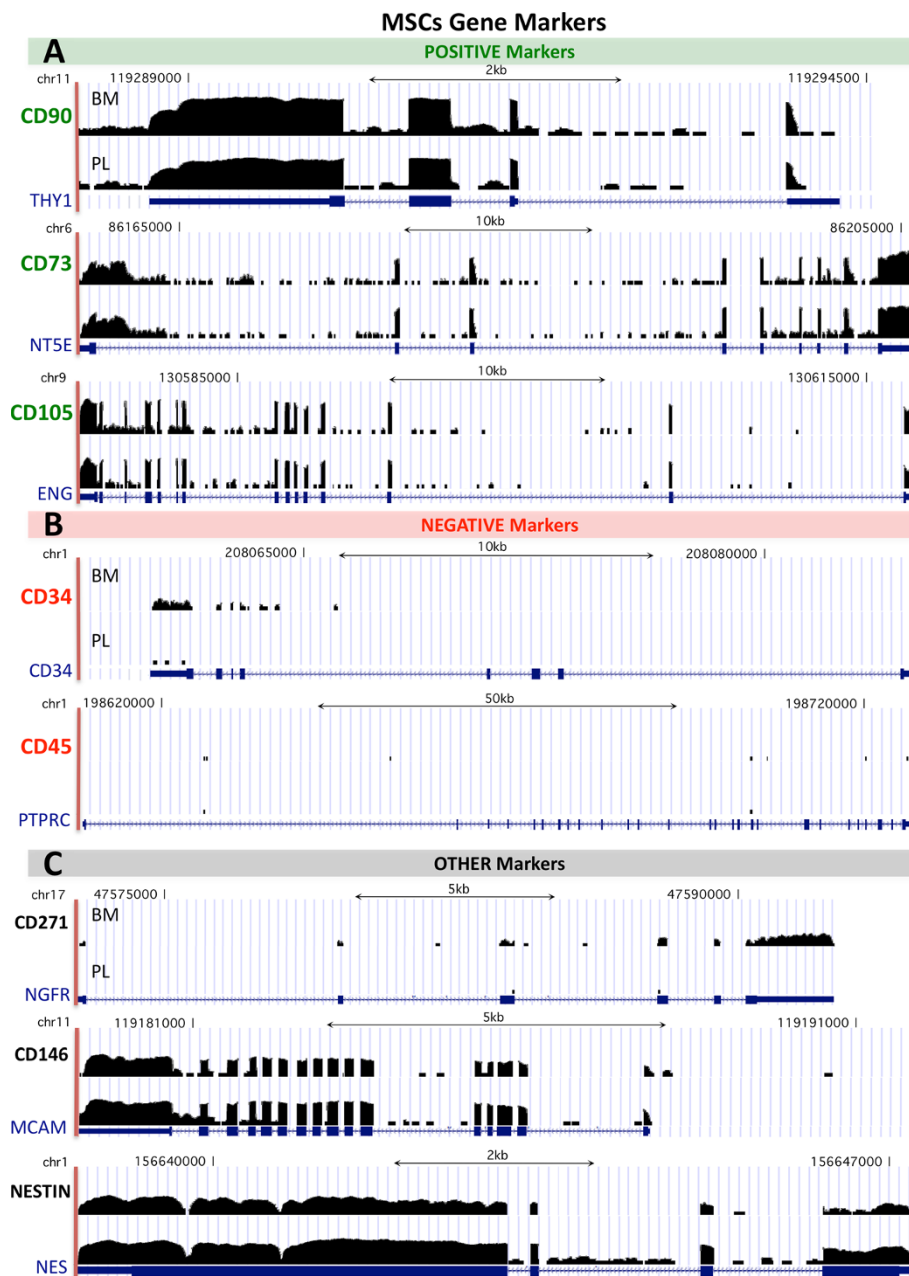 MSCs Gene Markers
A POSITIVE Markers
chr11 119289000 | 2kb 119294500 |
BM
CD90
PL
THY1
chr6 86165000 | 10kb 86205000 |
CD73
NT5E
chr9 130585000 | 10kb 130615000 |
CD105
ENG
B NEGATIVE Markers
chr1 208065000 | 10kb 208080000 |
BM
CD34
PL
CD34
chr1 198620000 | 50kb 198720000 |
CD45
PTPRC
C OTHER Markers
chr17 47575000 | 5kb 47590000 |
CD271 BM
PL
NGFR
chr11 119181000 | 5kb 119191000 |
CD146
MCAM
chr1 156640000 | 2kb 156647000 |
NESTIN
NES